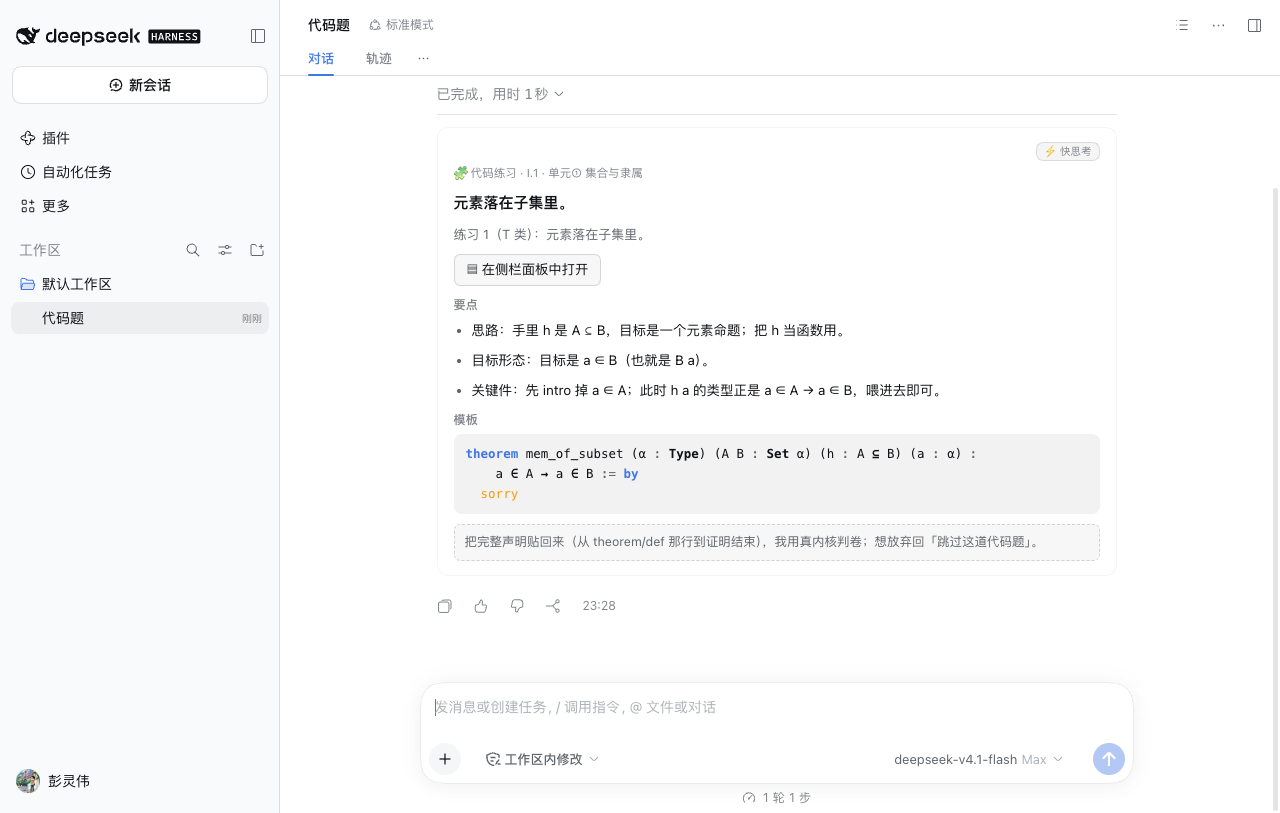 deepseek HARNESS
新会话
插件
自动化任务
更多
工作区
默认工作区
代码题 刚刚
彭灵伟
代码题 标准模式
对话 轨迹 ···
已完成，用时 1 秒
⚡ 快思考
代码练习 · I.1 · 单元① 集合与隶属
元素落在子集里。
练习 1（T 类）：元素落在子集里。
在侧栏面板中打开
要点
• 思路：手里 h 是 A ⊆ B，目标是一个元素命题；把 h 当函数用。
• 目标形态：目标是 a ∈ B（也就是 B a）。
• 关键件：先 intro 掉 a ∈ A；此时 h a 的类型正是 a ∈ A → a ∈ B，喂进去即可。
模板
theorem mem_of_subset (α : Type) (A B : Set α) (h : A ⊆ B) (a : α) :
a ∈ A → a ∈ B := by
sorry
把完整声明贴回来（从 theorem/def 那行到证明结束），我用真内核判卷；想放弃回「跳过这道代码题」。
23:28
发消息或创建任务, / 调用指令, @ 文件或对话
工作区内修改
deepseek-v4.1-flash Max
1 轮 1 步